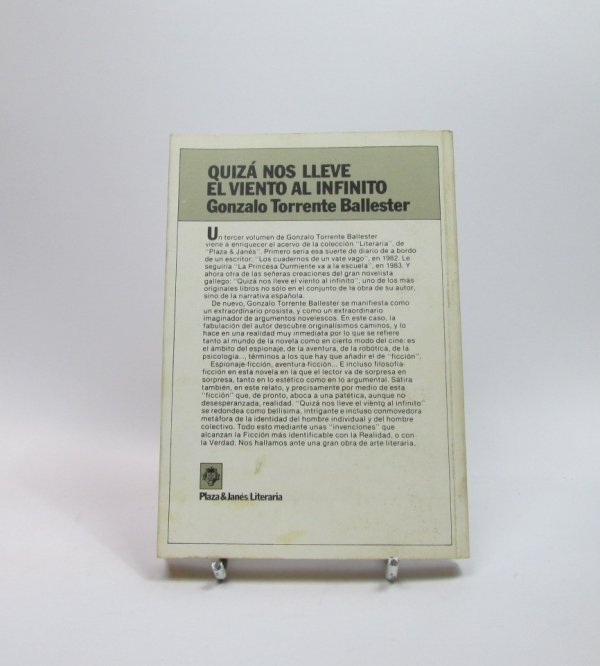 QUIZÁ NOS LLEVE
EL VIENTO AL INFINITO
Gonzalo Torrente Ballester
Un tercer volumen de Gonzalo Torrente Ballester
viene a enriquecer el acervo de la colección "Literaria", de
"Plaza & Janés". Primero sería esa suerte de diario de a bordo
de un escritor: "Los cuadernos de un vate vago", en 1982. Le
seguiría "La Princesa Durmiente va a la escuela", en 1983. Y
ahora otra de las señeras creaciones del gran novelista
gallego: "Quizá nos lleve el viento al infinito", uno de los más
originales libros no sólo en el conjunto de la obra de su autor,
sino de la narrativa española.
De nuevo, Gonzalo Torrente Ballester se manifiesta como
un extraordinario prosista, y como un extraordinario
imaginador de argumentos novelescos. En este caso, la
fabulación del autor descubre originalísimos caminos, y lo
hace en una realidad muy inmediata por lo que se refiere
tanto al mundo de la novela como en cierto modo del cine: es
el ámbito del espionaje, de la aventura, de la robótica, de la
psicología..., términos a los que hay que añadir el de "ficción".
Espionaje-ficción, aventura-ficción... E incluso filosofía-
ficción en esta novela en la que el lector va de sorpresa en
sorpresa, tanto en lo estético como en lo argumental. Sátira
también, en este relato, y precisamente por medio de esta
"ficción" que, de pronto, aboca a una patética, aunque no
desesperanzada, realidad. "Quizá nos lleve el viento al infinito"
se redondea como bellísima, intrigante e incluso conmovedora
metáfora de la identidad del hombre individual y del hombre
colectivo. Todo esto mediante unas "invenciones" que
alcanzan la Ficción más identificable con la Realidad, o con
la Verdad. Nos hallamos ante una gran obra de arte literaria.
Plaza & Janés/Literaria